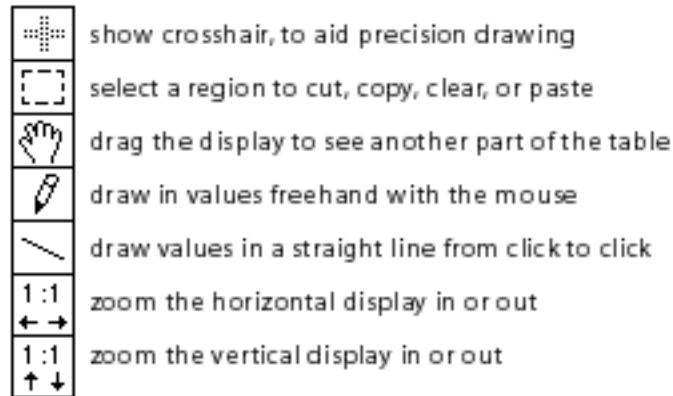 show crosshair, to aid precision drawing
select a region to cut, copy, clear, or paste
drag the display to see another part of the table
draw in values freehand with the mouse
draw values in a straight line from click to click
1:1 zoom the horizontal display in or out
1:1 zoom the vertical display in or out